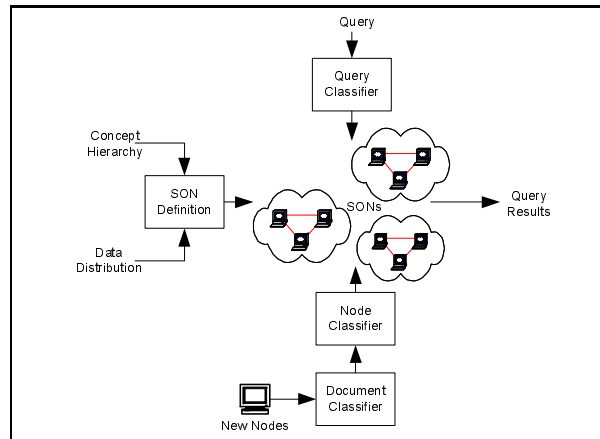 Query
Query
Classifier
Concept
Hierarchy
SON
Definition
SONs
Query
Results
Data
Distribution
Node
Classifier
Document
Classifier
New Nodes